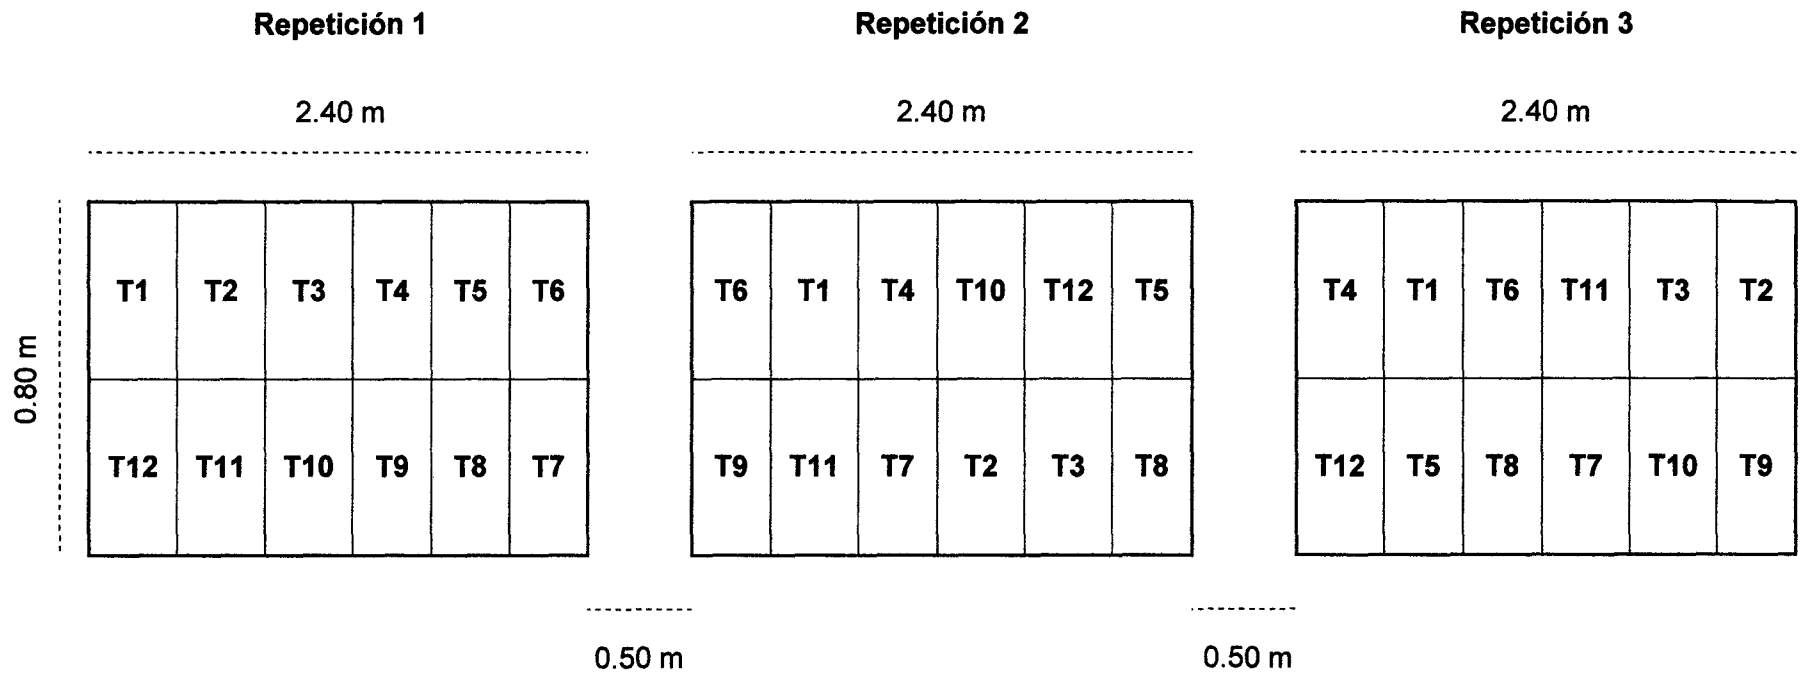 Repetición 1 Repetición 2 Repetición 3
2.40 m 2.40 m 2.40 m
T1 T2 T3 T4 T5 T6 T6 T1 T4 T10 T12 T5 T4 T1 T6 T11 T3 T2
0.80 m
T12 T11 T10 T9 T8 T7 T9 T11 T7 T2 T3 T8 T12 T5 T8 T7 T10 T9
0.50 m 0.50 m